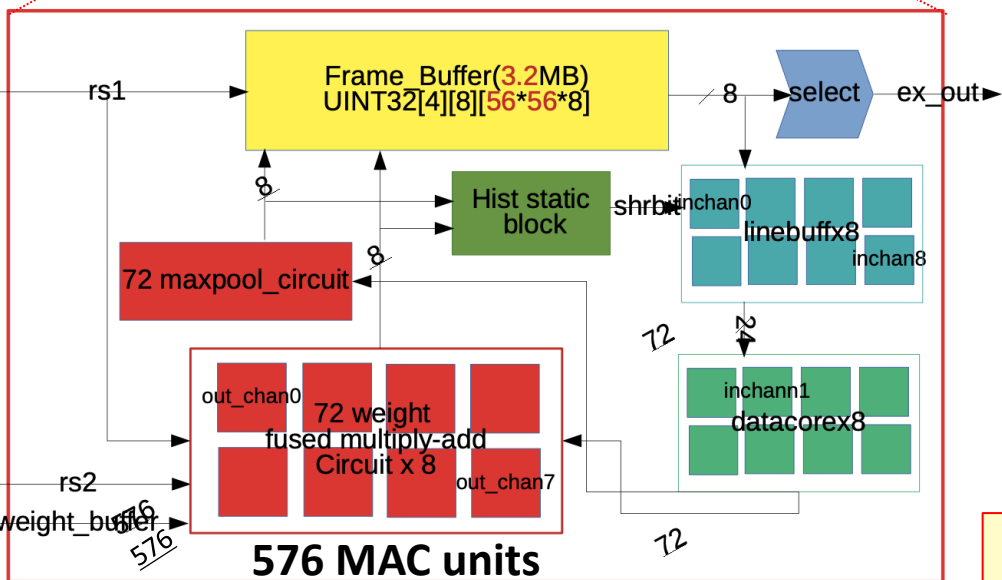 rs1
Frame_Buffer(3.2MB)
UINT32[4][8][56*56*8]
8
select
ex_out
8
Hist static
block
shrbit
inchan0
linebuffx8
inchan8
8
72 maxpool_circuit
24
72
out_chan0
72 weight
fused multiply-add
Circuit x 8
out_chan7
inchann1
datacorex8
rs2
weight_buffer
576
576
72
576 MAC units